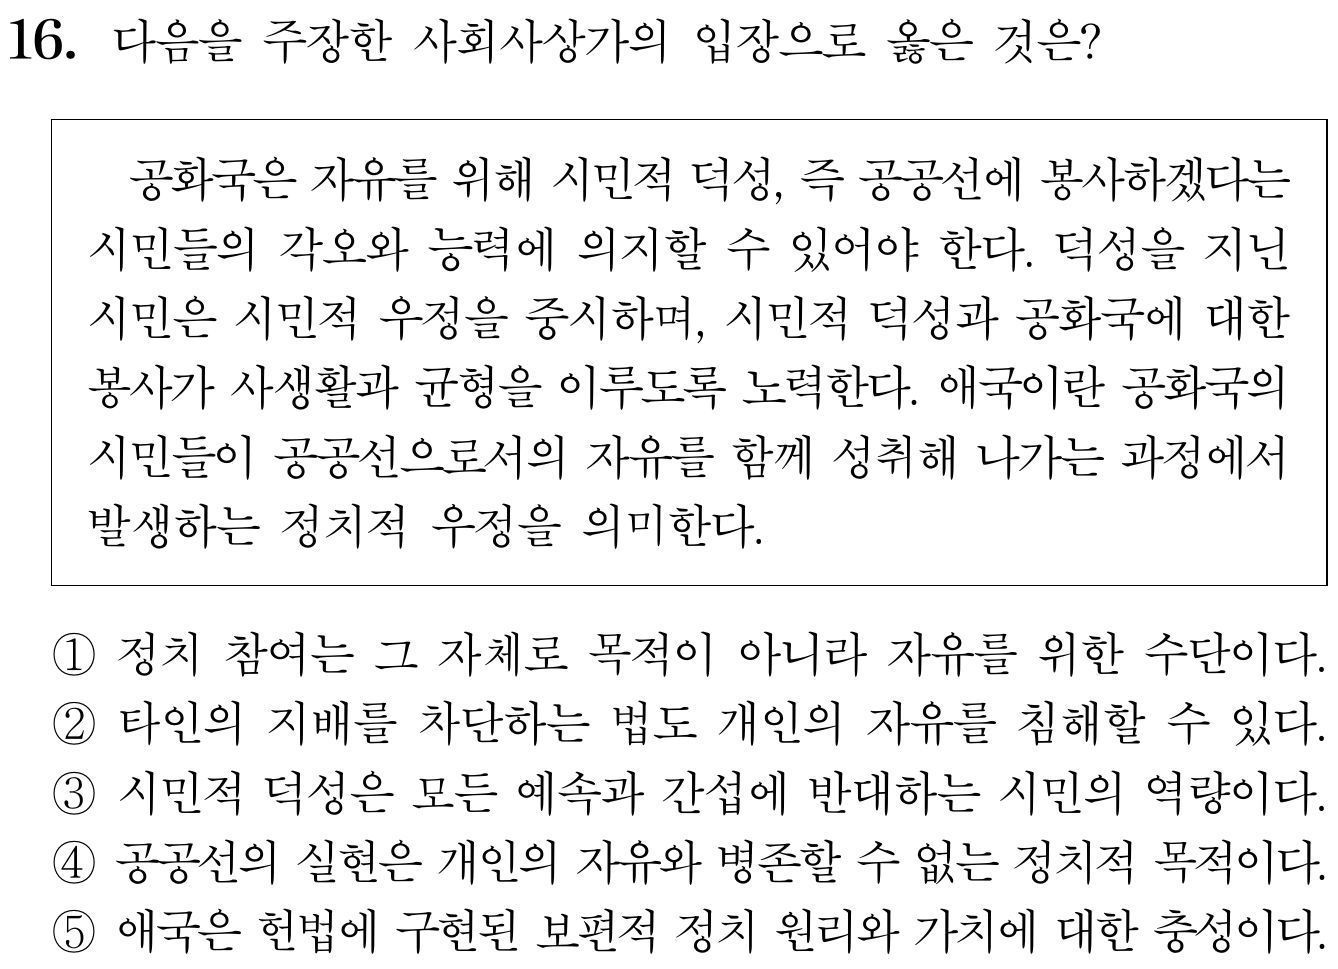 16. 다음을 주장한 사회사상가의 입장으로 옳은 것은?
공화국은 자유를 위해 시민적 덕성, 즉 공공선에 봉사하겠다는
시민들의 각오와 능력에 의지할 수 있어야 한다. 덕성을 지닌
시민은 시민적 우정을 중시하며, 시민적 덕성과 공화국에 대한
봉사가 사생활과 균형을 이루도록 노력한다. 애국이란 공화국의
시민들이 공공선으로서의 자유를 함께 성취해 나가는 과정에서
발생하는 정치적 우정을 의미한다.
① 정치 참여는 그 자체로 목적이 아니라 자유를 위한 수단이다.
② 타인의 지배를 차단하는 법도 개인의 자유를 침해할 수 있다.
③ 시민적 덕성은 모든 예속과 간섭에 반대하는 시민의 역량이다.
④ 공공선의 실현은 개인의 자유와 병존할 수 없는 정치적 목적이다.
⑤ 애국은 헌법에 구현된 보편적 정치 원리와 가치에 대한 충성이다.